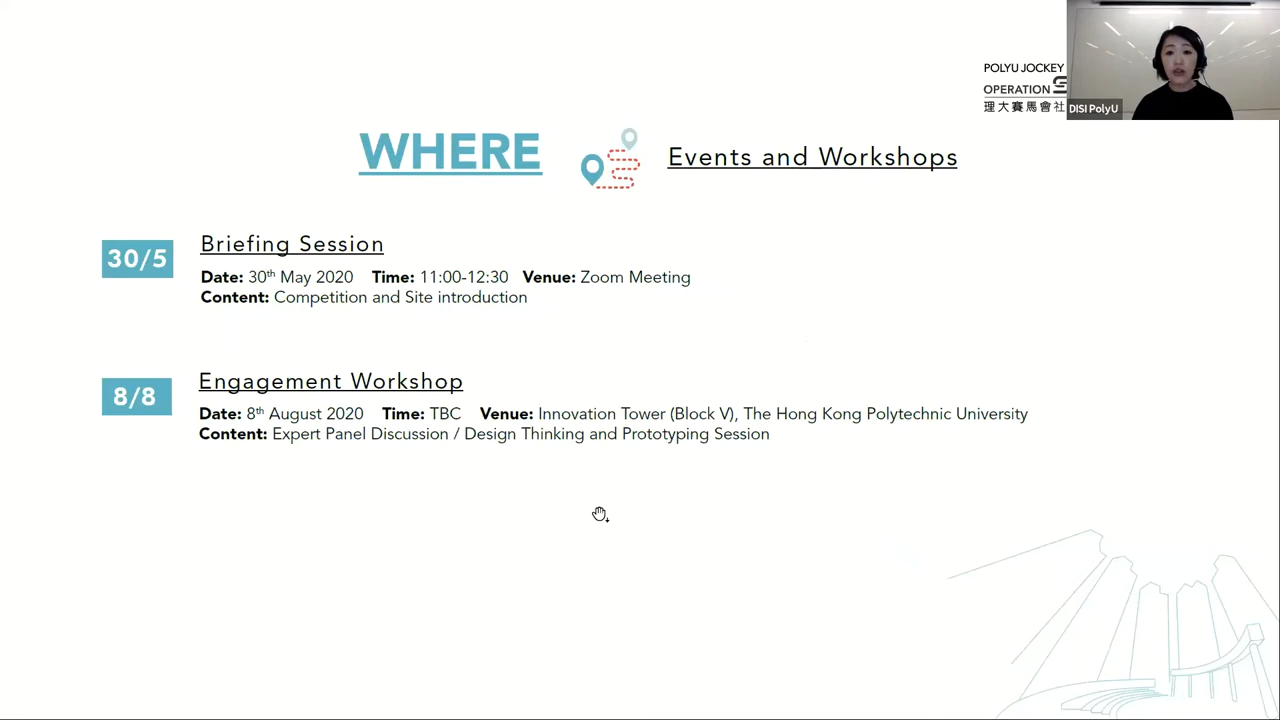 POLYU JOCKEY
OPERATION S
理大賽馬會社
DISI PolyU
WHERE
Events and Workshops
30/5
Briefing Session
Date: 30th May 2020 Time: 11:00-12:30 Venue: Zoom Meeting
Content: Competition and Site introduction
8/8
Engagement Workshop
Date: 8th August 2020 Time: TBC Venue: Innovation Tower (Block V), The Hong Kong Polytechnic University
Content: Expert Panel Discussion / Design Thinking and Prototyping Session